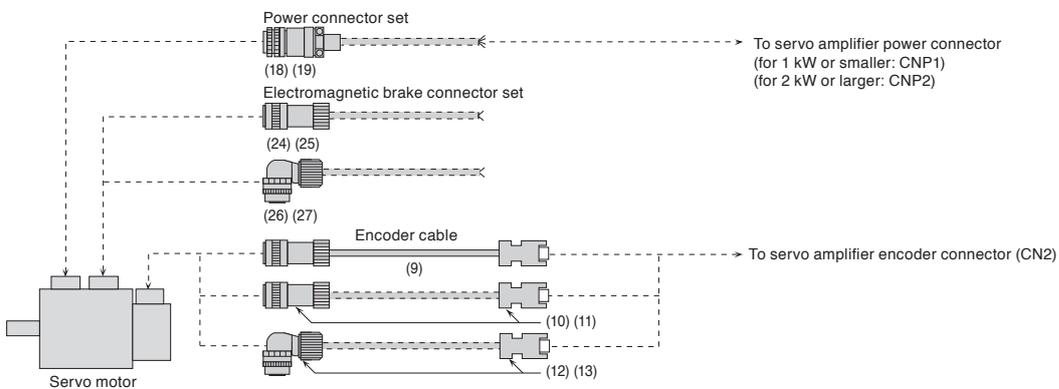 Power connector set
To servo amplifier power connector
(for 1 kW or smaller: CNP1)
(for 2 kW or larger: CNP2)
(18) (19)
Electromagnetic brake connector set
(24) (25)
(26) (27)
Encoder cable
(9)
To servo amplifier encoder connector (CN2)
(10) (11)
(12) (13)
Servo motor